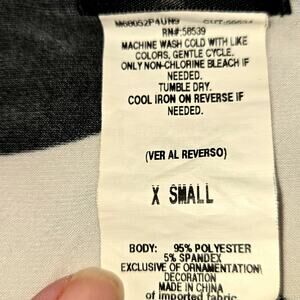 RN#:58539
MACHINE WASH COLD WITH LIKE
COLORS, GENTLE CYCLE.
ONLY NON-CHLORINE BLEACH IF
NEEDED.
TUMBLE DRY.
COOL IRON ON REVERSE IF
NEEDED.
(VER AL REVERSO)
X SMALL
BODY: 95% POLYESTER
5% SPANDEX
EXCLUSIVE OF ORNAMENTATION
DECORATION
MADE IN CHINA
of imported fabric